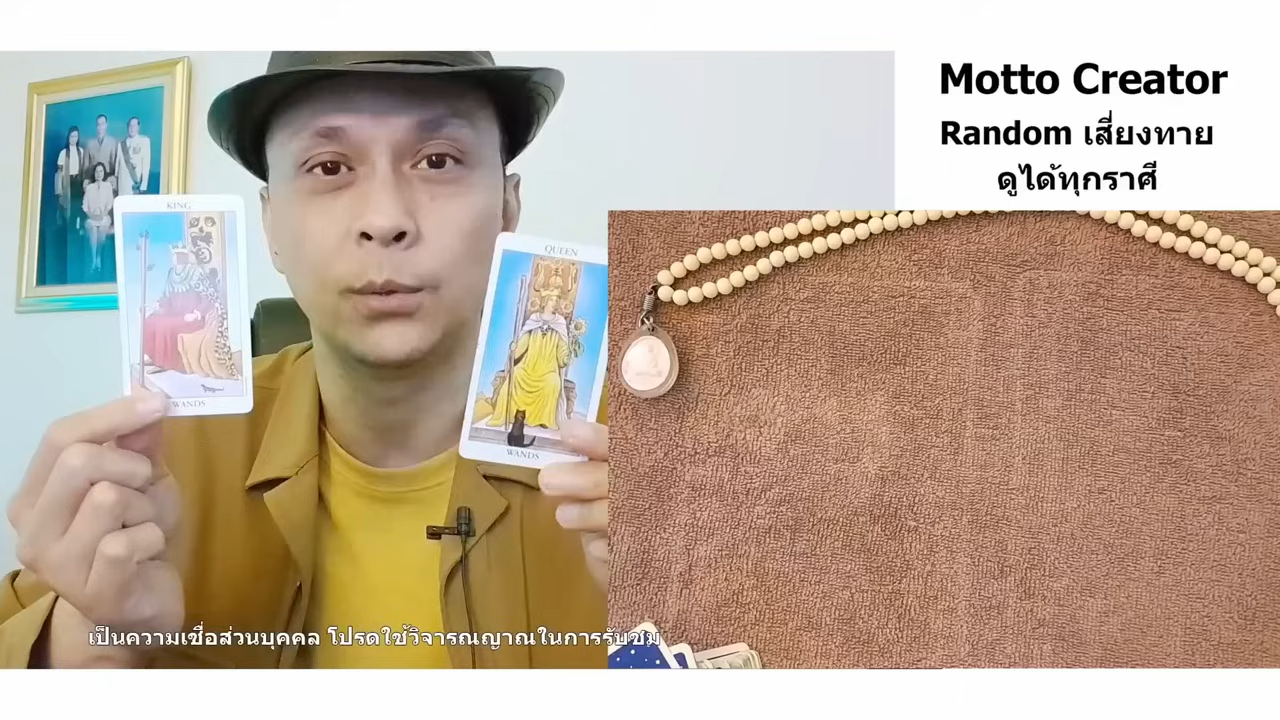 Motto Creator
Random เสี่ยงทาย
ดูได้ทุกราศี
KING
WANDS
QUEEN
WANDS
เป็นความเชื่อส่วนบุคคล โปรดใช้วิจารณญาณในการรับชม